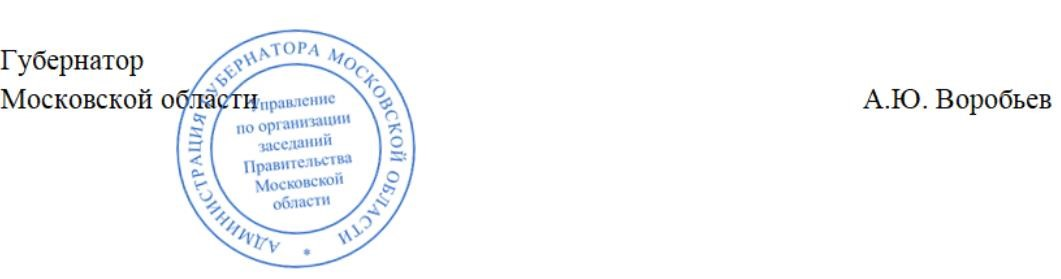 Губернатор
Московской области
А.Ю. Воробьев
АДМИНИСТРАЦИЯ ГУБЕРНАТОРА МОСКОВСКОЙ ОБЛАСТИ *
Управление
по организации
заседаний
Правительства
Московской
области